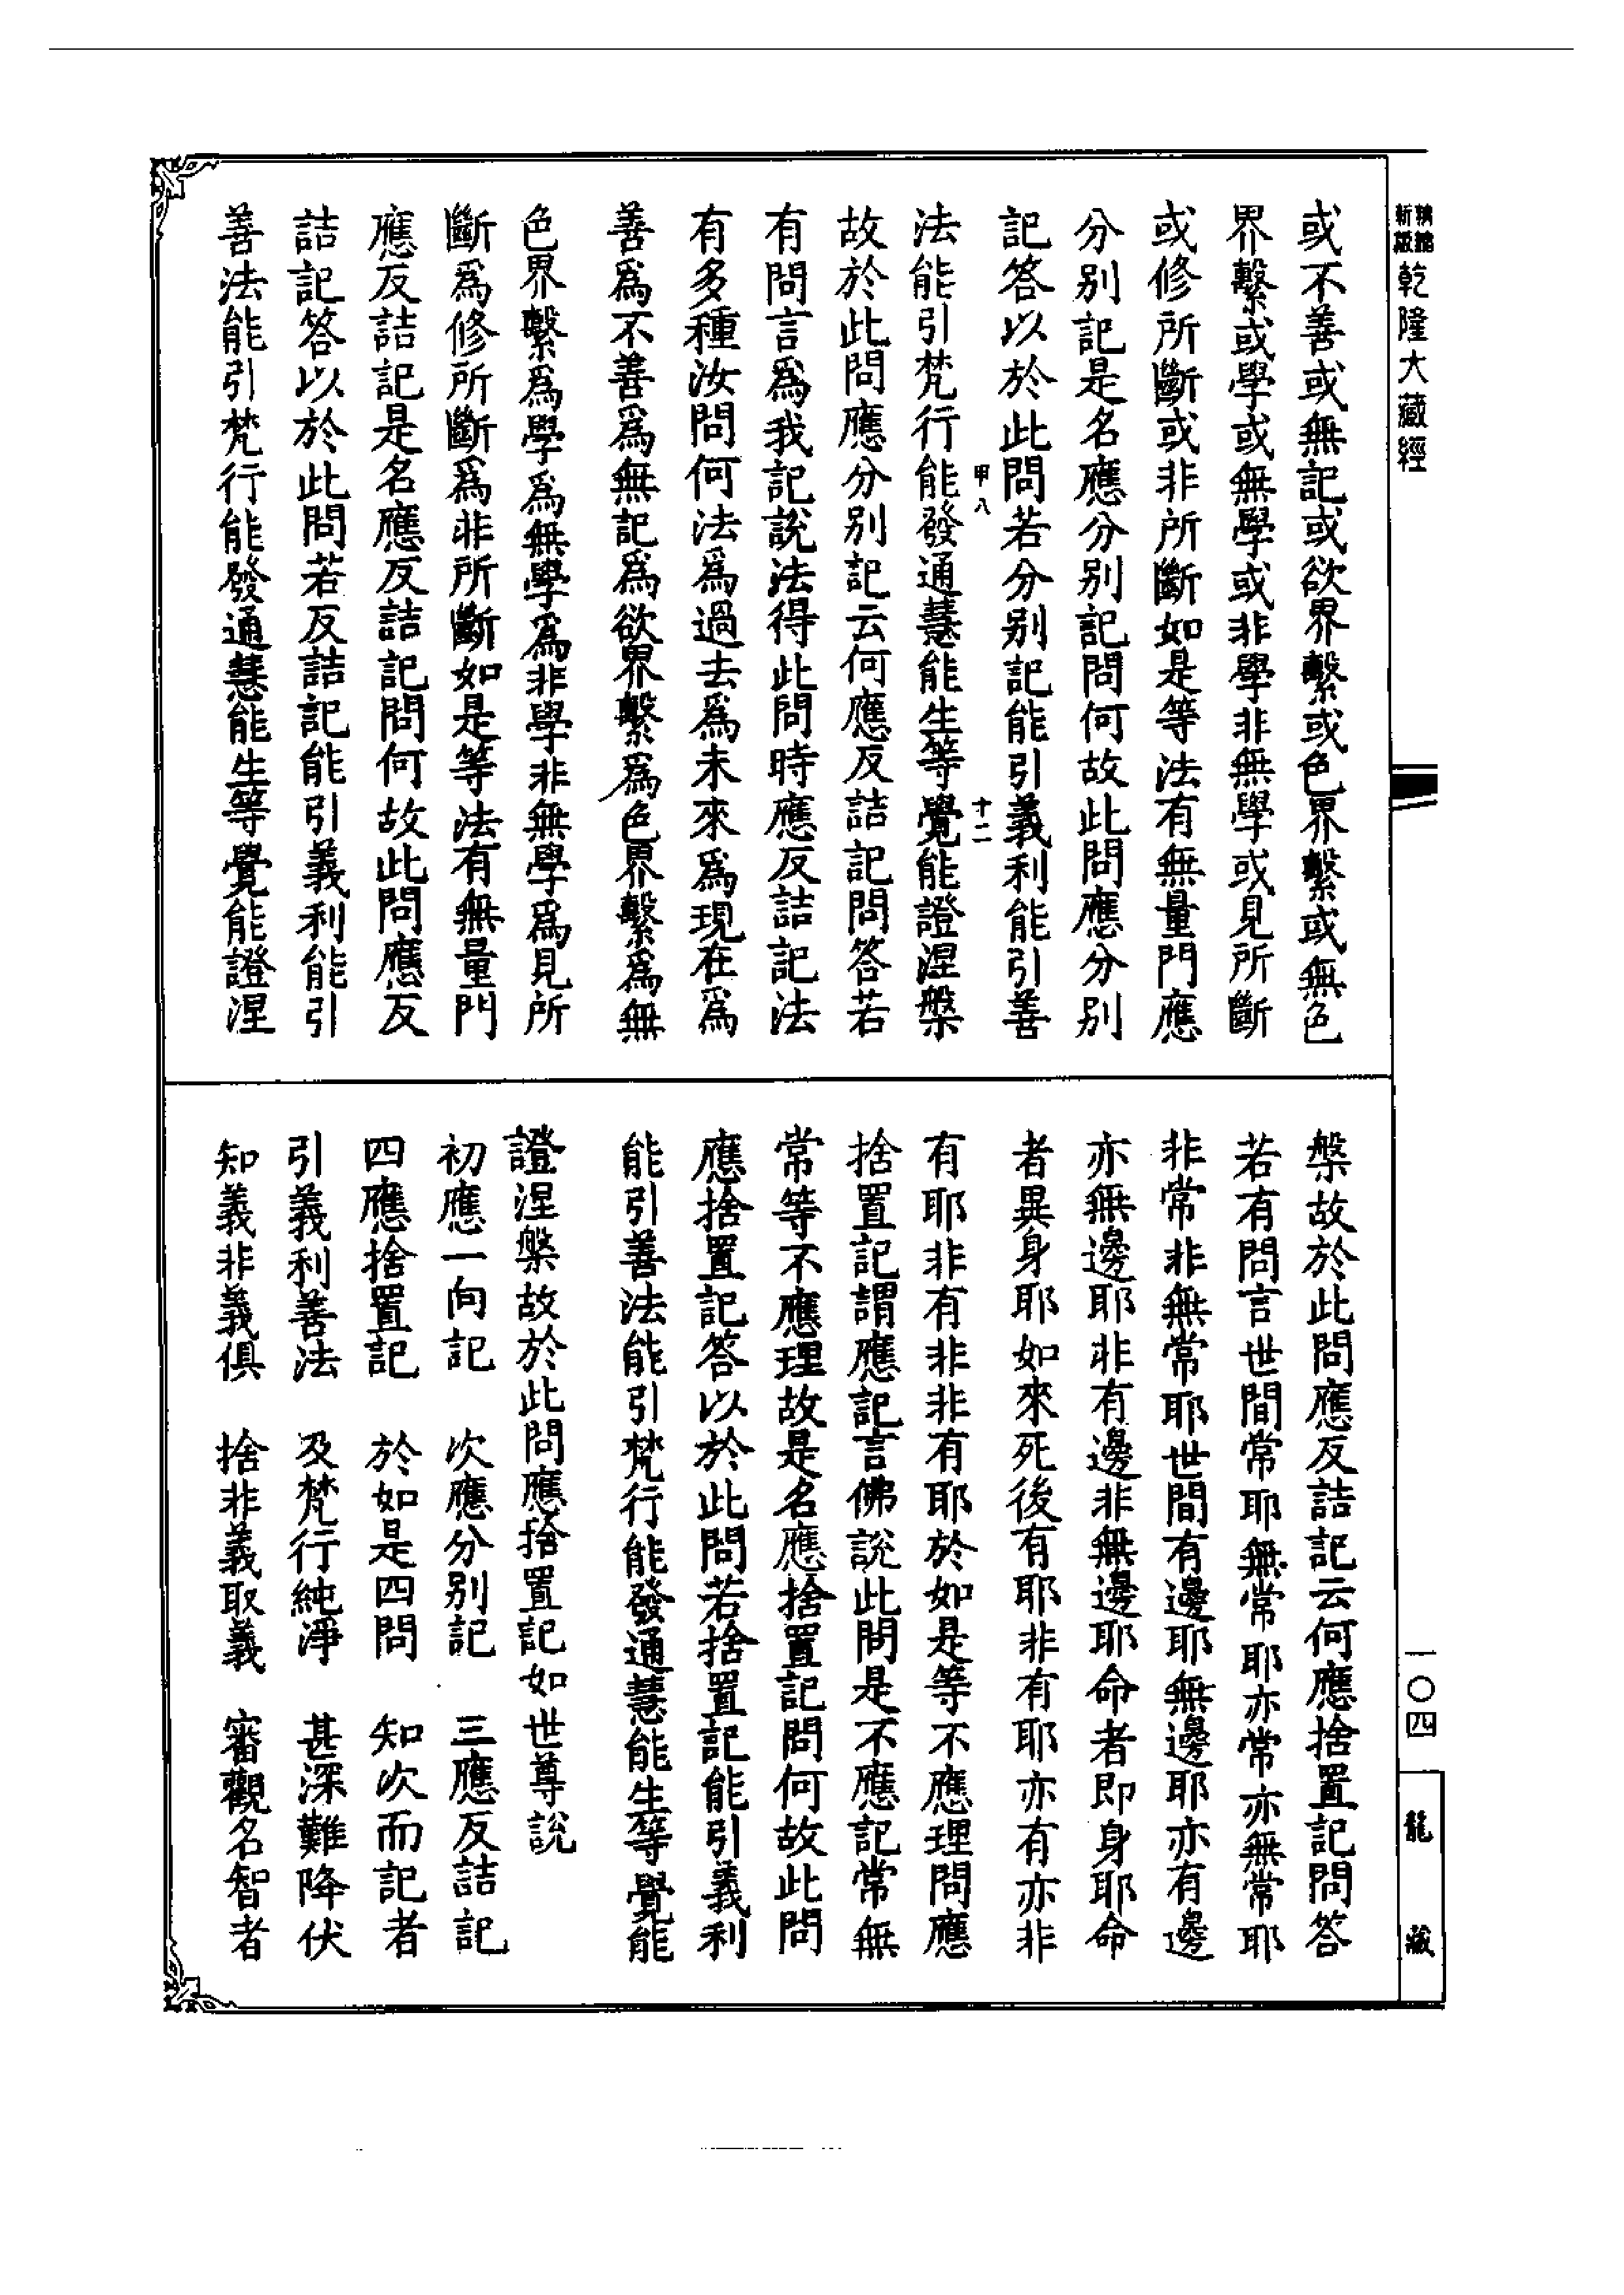 乾隆大藏經
或不善或無記或欲界繫或色界繫或無色
界繫或學或無學或非學非無學或見所斷
或修所斷或非所斷如是等法有無量門應
分別記是名應分別記問何故此問應分別
記答以於此問若分別記能引義利能引善
甲八
十二
法能引梵行能發通慧能生等覺能證涅槃
故於此問應分別記云何應反詰記問答若
有問言爲我記說法得此問時應反詰記法
有多種汝問何法爲過去爲未來爲現在爲
善爲不善爲無記爲欲界繫爲色界繫爲無
色界繫爲學爲無學爲非學非無學爲見所
斷爲修所斷爲非所斷如是等法有無量門
應反詰記是名應反詰記問何故此問應反
詰記答以於此問若反詰記能引義利能引
善法能引梵行能發通慧能生等覺能證涅
槃故於此問應反詰記云何應捨置記問答
若有問言世間常耶無常耶亦常亦無常耶
非常非無常耶世間有邊耶無邊耶亦有邊
亦無邊耶非有邊非無邊耶命者即身耶命
者異身耶如來死後有耶非有耶亦有亦非
有耶非有非非有耶於如是等不應理問應
捨置記謂應記言佛說此問是不應記常無
常等不應理故是名應捨置記問何故此問
應捨置記答以於此問若捨置記能引義利
能引善法能引梵行能發通慧能生等覺能
證涅槃故於此問應捨置記如世尊說
初應一向記　次應分別記　三應反詰記
四應捨置記　於如是四問　知次而記者
引義利善法　及梵行純淨　甚深難降伏
知義非義俱　捨非義取義　審觀名智者
一〇四
龍藏